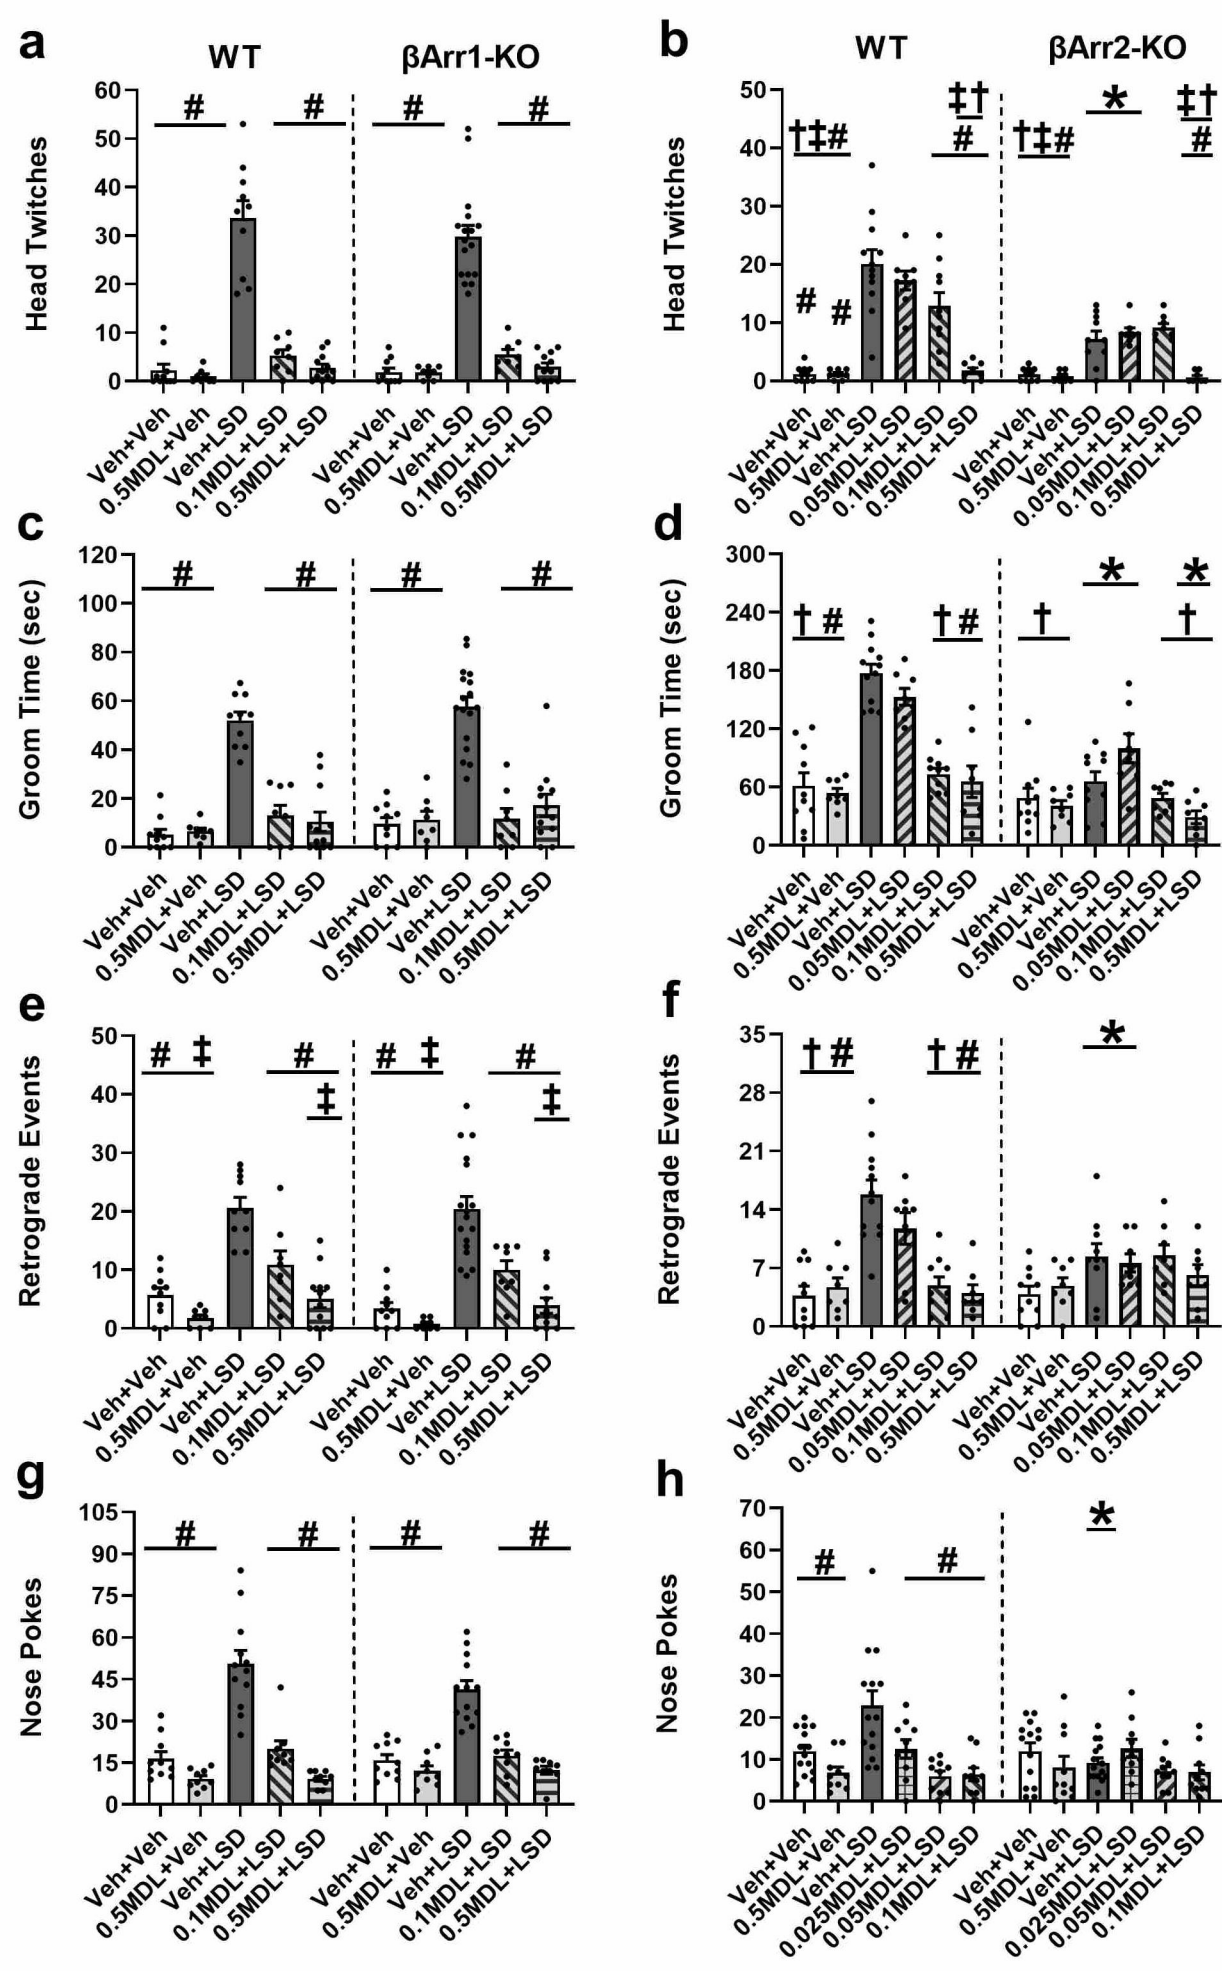 a
WT
βArr1-KO
Head Twitches
60
50
40
30
20
10
0
# # # #
Veh+Veh
0.5MDL+Veh
Veh+LSD
0.1MDL+LSD
0.5MDL+LSD
Veh+Veh
0.5MDL+Veh
Veh+LSD
0.1MDL+LSD
0.5MDL+LSD
b
WT
βArr2-KO
Head Twitches
50
40
30
20
10
0
‡† * ‡†
†‡# # †‡# #
# #
Veh+Veh
0.5MDL+Veh
Veh+LSD
0.05MDL+LSD
0.1MDL+LSD
0.5MDL+LSD
Veh+Veh
0.5MDL+Veh
Veh+LSD
0.05MDL+LSD
0.1MDL+LSD
0.5MDL+LSD
c
Groom Time (sec)
120
100
80
60
40
20
0
# # # #
Veh+Veh
0.5MDL+Veh
Veh+LSD
0.1MDL+LSD
0.5MDL+LSD
Veh+Veh
0.5MDL+Veh
Veh+LSD
0.1MDL+LSD
0.5MDL+LSD
d
Groom Time (sec)
300
240
180
120
60
0
* *
† # † # † †
Veh+Veh
0.5MDL+Veh
Veh+LSD
0.05MDL+LSD
0.1MDL+LSD
0.5MDL+LSD
Veh+Veh
0.5MDL+Veh
Veh+LSD
0.05MDL+LSD
0.1MDL+LSD
0.5MDL+LSD
e
Retrograde Events
50
40
30
20
10
0
# ‡ # # ‡ #
‡ ‡
Veh+Veh
0.5MDL+Veh
Veh+LSD
0.1MDL+LSD
0.5MDL+LSD
Veh+Veh
0.5MDL+Veh
Veh+LSD
0.1MDL+LSD
0.5MDL+LSD
f
Retrograde Events
35
28
21
14
7
0
† # † # *
Veh+Veh
0.5MDL+Veh
Veh+LSD
0.05MDL+LSD
0.1MDL+LSD
0.5MDL+LSD
Veh+Veh
0.5MDL+Veh
Veh+LSD
0.05MDL+LSD
0.1MDL+LSD
0.5MDL+LSD
g
Nose Pokes
105
90
75
60
45
30
15
0
# # # #
Veh+Veh
0.5MDL+Veh
Veh+LSD
0.1MDL+LSD
0.5MDL+LSD
Veh+Veh
0.5MDL+Veh
Veh+LSD
0.1MDL+LSD
0.5MDL+LSD
h
Nose Pokes
70
60
50
40
30
20
10
0
# # *
Veh+Veh
0.5MDL+Veh
Veh+LSD
0.025MDL+LSD
0.05MDL+LSD
0.1MDL+LSD
Veh+Veh
0.5MDL+Veh
Veh+LSD
0.025MDL+LSD
0.05MDL+LSD
0.1MDL+LSD